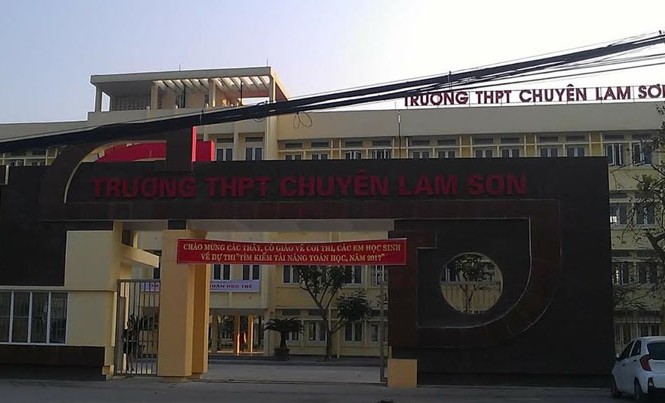 TRƯỜNG THPT CHUYÊN LAM SƠN
TRƯỜNG THPT CHUYÊN LAM SƠN
CHÀO MỪNG CÁC THẦY, CÔ GIÁO VỀ COI THI, CÁC EM HỌC SINH
VỀ DỰ THI "TÌM KIẾM TÀI NĂNG TOÁN HỌC, NĂM 2017"